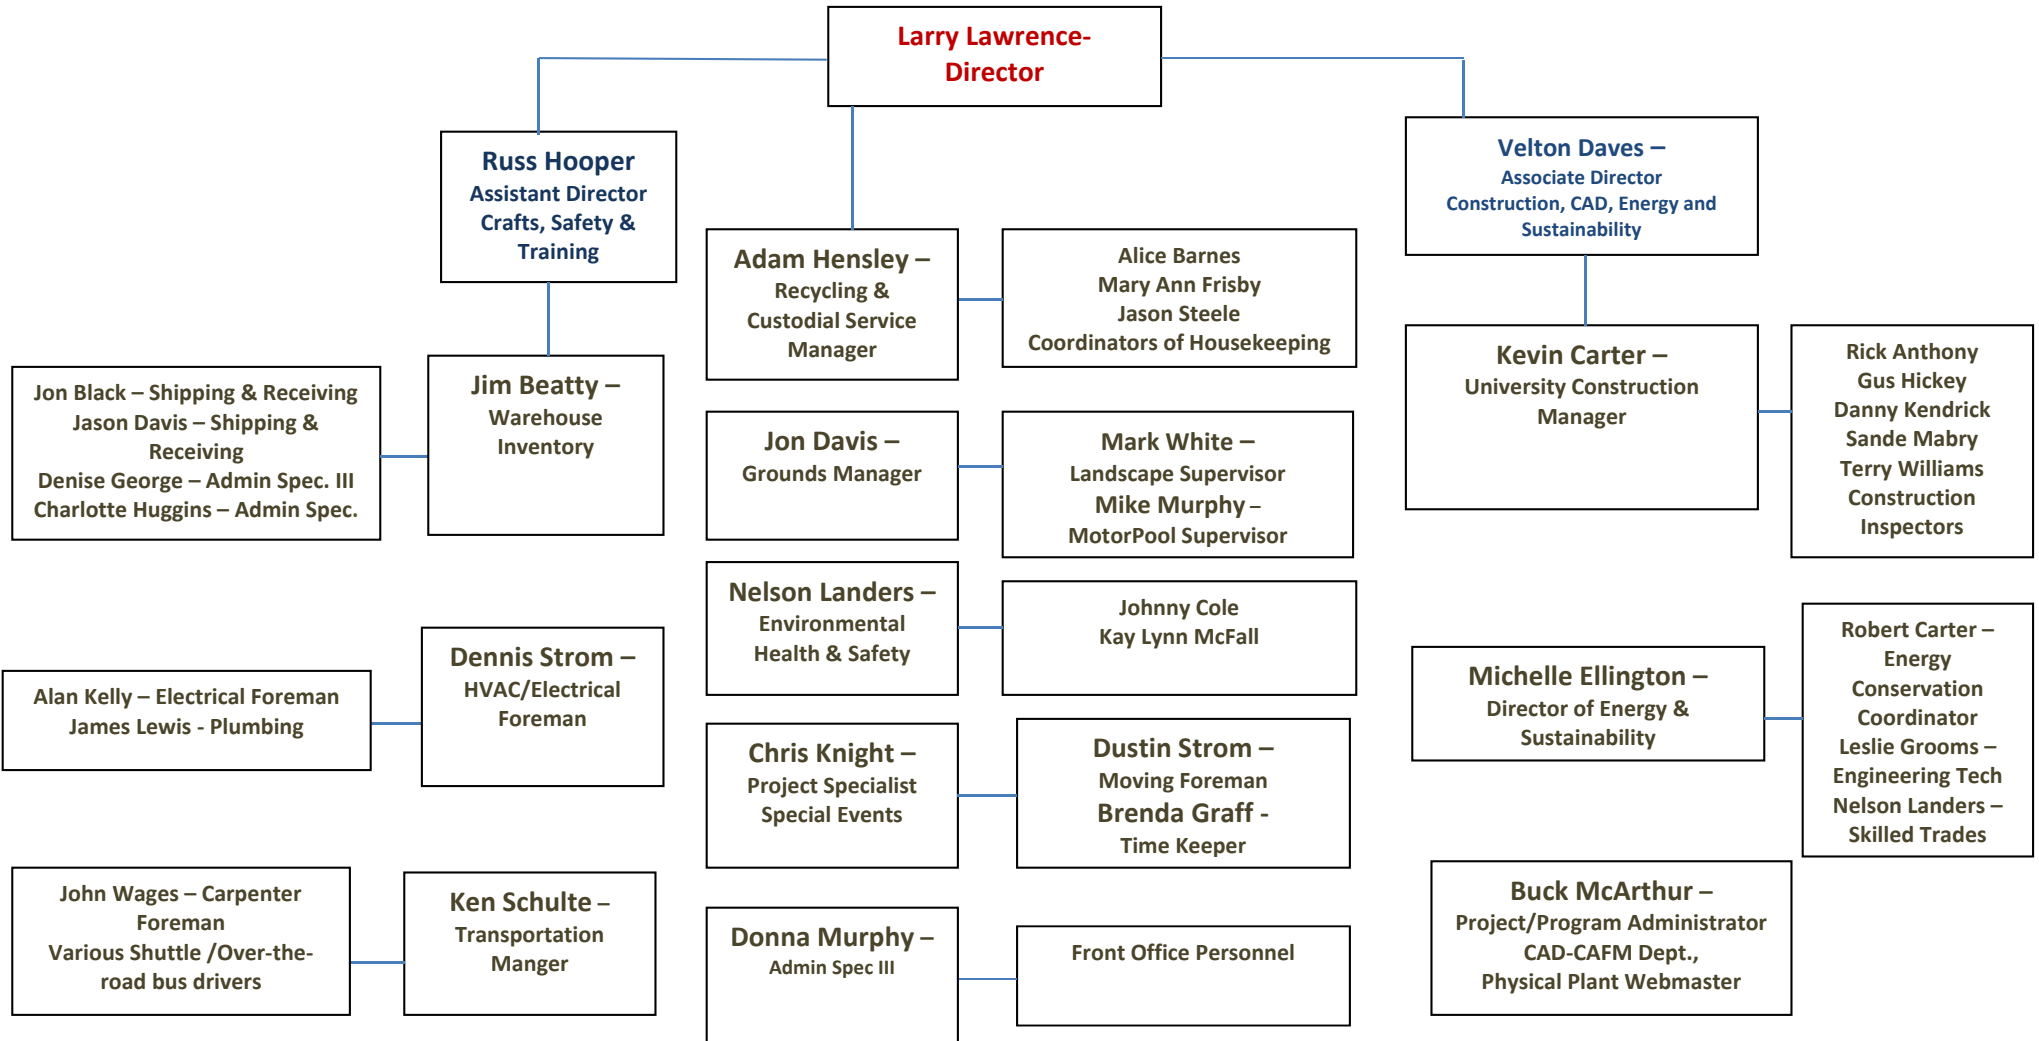 Larry Lawrence-
Director
Russ Hooper
Assistant Director
Crafts, Safety &
Training
Velton Daves –
Associate Director
Construction, CAD, Energy and
Sustainability
Adam Hensley –
Recycling &
Custodial Service
Manager
Alice Barnes
Mary Ann Frisby
Jason Steele
Coordinators of Housekeeping
Kevin Carter –
University Construction
Manager
Rick Anthony
Gus Hickey
Danny Kendrick
Sande Mabry
Terry Williams
Construction
Inspectors
Jon Black – Shipping & Receiving
Jason Davis – Shipping &
Receiving
Denise George – Admin Spec. III
Charlotte Huggins – Admin Spec.
Jim Beatty –
Warehouse
Inventory
Jon Davis –
Grounds Manager
Mark White –
Landscape Supervisor
Mike Murphy –
MotorPool Supervisor
Nelson Landers –
Environmental
Health & Safety
Johnny Cole
Kay Lynn McFall
Alan Kelly – Electrical Foreman
James Lewis - Plumbing
Dennis Strom –
HVAC/Electrical
Foreman
Michelle Ellington –
Director of Energy &
Sustainability
Robert Carter –
Energy
Conservation
Coordinator
Leslie Grooms –
Engineering Tech
Nelson Landers –
Skilled Trades
Chris Knight –
Project Specialist
Special Events
Dustin Strom –
Moving Foreman
Brenda Graff -
Time Keeper
John Wages – Carpenter
Foreman
Various Shuttle /Over-the-
road bus drivers
Ken Schulte –
Transportation
Manger
Donna Murphy –
Admin Spec III
Front Office Personnel
Buck McArthur –
Project/Program Administrator
CAD-CAFM Dept.,
Physical Plant Webmaster